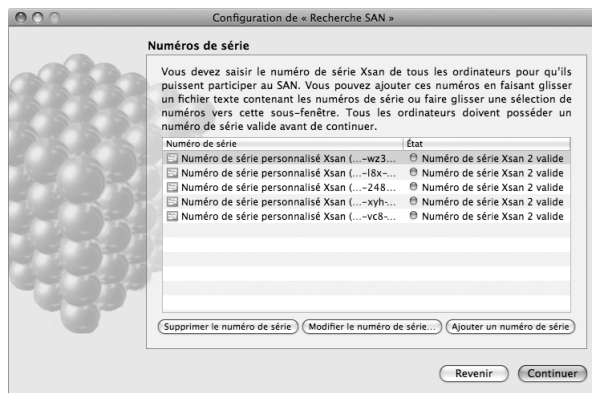 Configuration de « Recherche SAN »
Numéros de série
Vous devez saisir le numéro de série Xsan de tous les ordinateurs pour qu'ils
puissent participer au SAN. Vous pouvez ajouter ces numéros en faisant glisser
un fichier texte contenant les numéros de série ou faire glisser une sélection de
numéros vers cette sous-fenêtre. Tous les ordinateurs doivent posséder un
numéro de série valide avant de continuer.
Numéro de série État
Numéro de série personnalisé Xsan (...-wz3... Numéro de série Xsan 2 valide
Numéro de série personnalisé Xsan (...-l8x-... Numéro de série Xsan 2 valide
Numéro de série personnalisé Xsan (...-248... Numéro de série Xsan 2 valide
Numéro de série personnalisé Xsan (...-xyh-... Numéro de série Xsan 2 valide
Numéro de série personnalisé Xsan (...-vc8-... Numéro de série Xsan 2 valide
Supprimer le numéro de série Modifier le numéro de série... Ajouter un numéro de série
Revenir Continuer